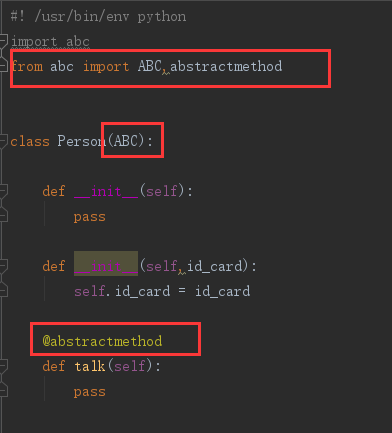 #! /usr/bin/env python
import abc
from abc import ABC,abstractmethod
class Person(ABC):
def __init__(self):
pass
def __init__(self,id_card):
self.id_card = id_card
@abstractmethod
def talk(self):
pass